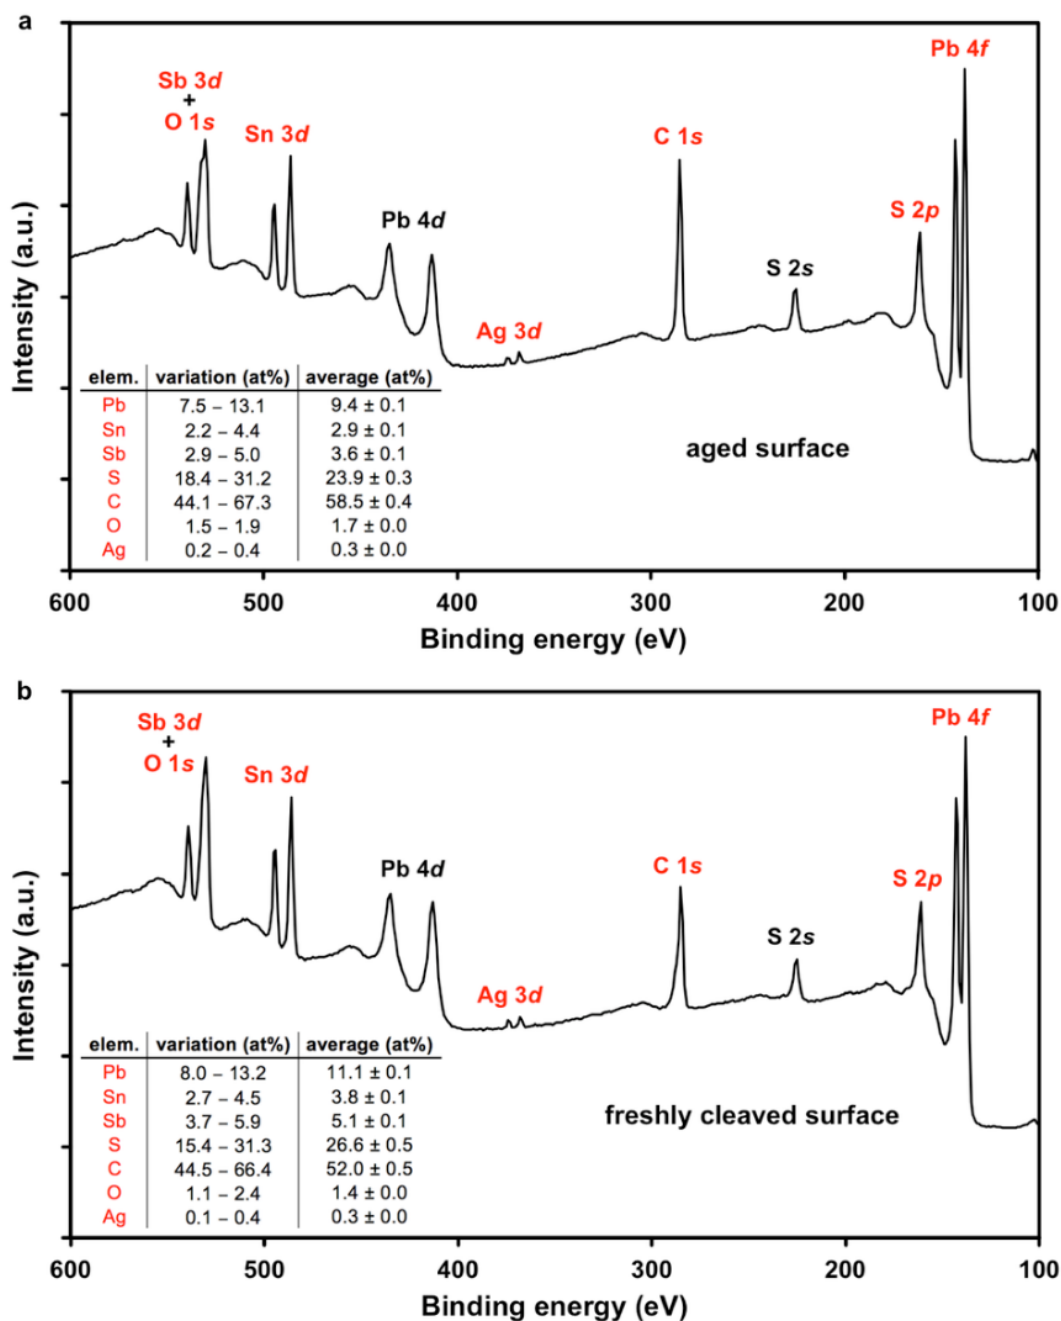 a
Pb 4f
Sb 3d
+
O 1s
Sn 3d
C 1s
S 2p
Pb 4d
S 2s
Ag 3d
Intensity (a.u.)
elem. variation (at%) average (at%)
Pb 7.5 – 13.1 9.4 ± 0.1
Sn 2.2 – 4.4 2.9 ± 0.1
Sb 2.9 – 5.0 3.6 ± 0.1
S 18.4 – 31.2 23.9 ± 0.3
C 44.1 – 67.3 58.5 ± 0.4
O 1.5 – 1.9 1.7 ± 0.0
Ag 0.2 – 0.4 0.3 ± 0.0
aged surface
600 500 400 300 200 100
Binding energy (eV)
b
Sb 3d
+
O 1s
Pb 4f
Sn 3d
Pb 4d
C 1s
S 2p
S 2s
Ag 3d
Intensity (a.u.)
elem. variation (at%) average (at%)
Pb 8.0 – 13.2 11.1 ± 0.1
Sn 2.7 – 4.5 3.8 ± 0.1
Sb 3.7 – 5.9 5.1 ± 0.1
S 15.4 – 31.3 26.6 ± 0.5
C 44.5 – 66.4 52.0 ± 0.5
O 1.1 – 2.4 1.4 ± 0.0
Ag 0.1 – 0.4 0.3 ± 0.0
freshly cleaved surface
600 500 400 300 200 100
Binding energy (eV)